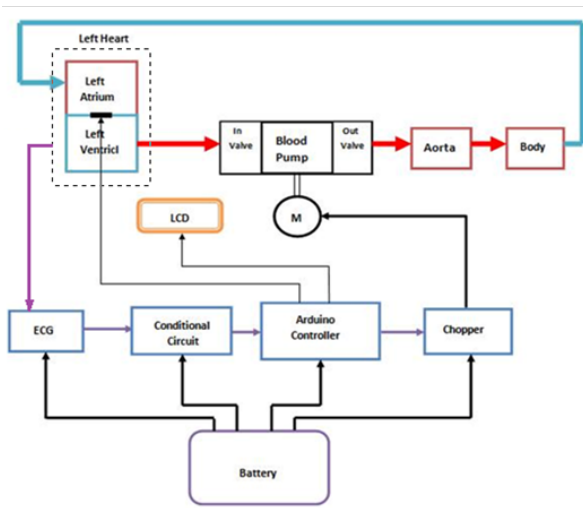 Left Heart
Left
Atrium
Left
Ventricl
In
Valve
Blood
Pump
Out
Valve
Aorta
Body
LCD
M
ECG
Conditional
Circuit
Arduino
Controller
Chopper
Battery